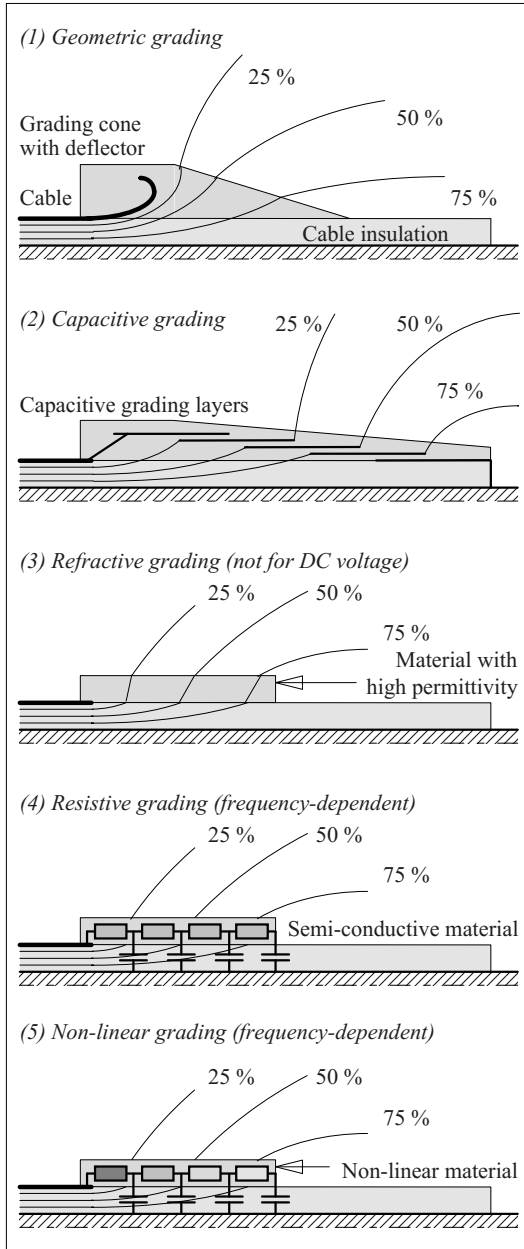 (1) Geometric grading
25 %
50 %
Grading cone
with deflector
Cable
75 %
Cable insulation
(2) Capacitive grading
25 %
50 %
75 %
Capacitive grading layers
(3) Refractive grading (not for DC voltage)
25 %
50 %
75 %
Material with
high permittivity
(4) Resistive grading (frequency-dependent)
25 %
50 %
75 %
Semi-conductive material
(5) Non-linear grading (frequency-dependent)
25 %
50 %
75 %
Non-linear material